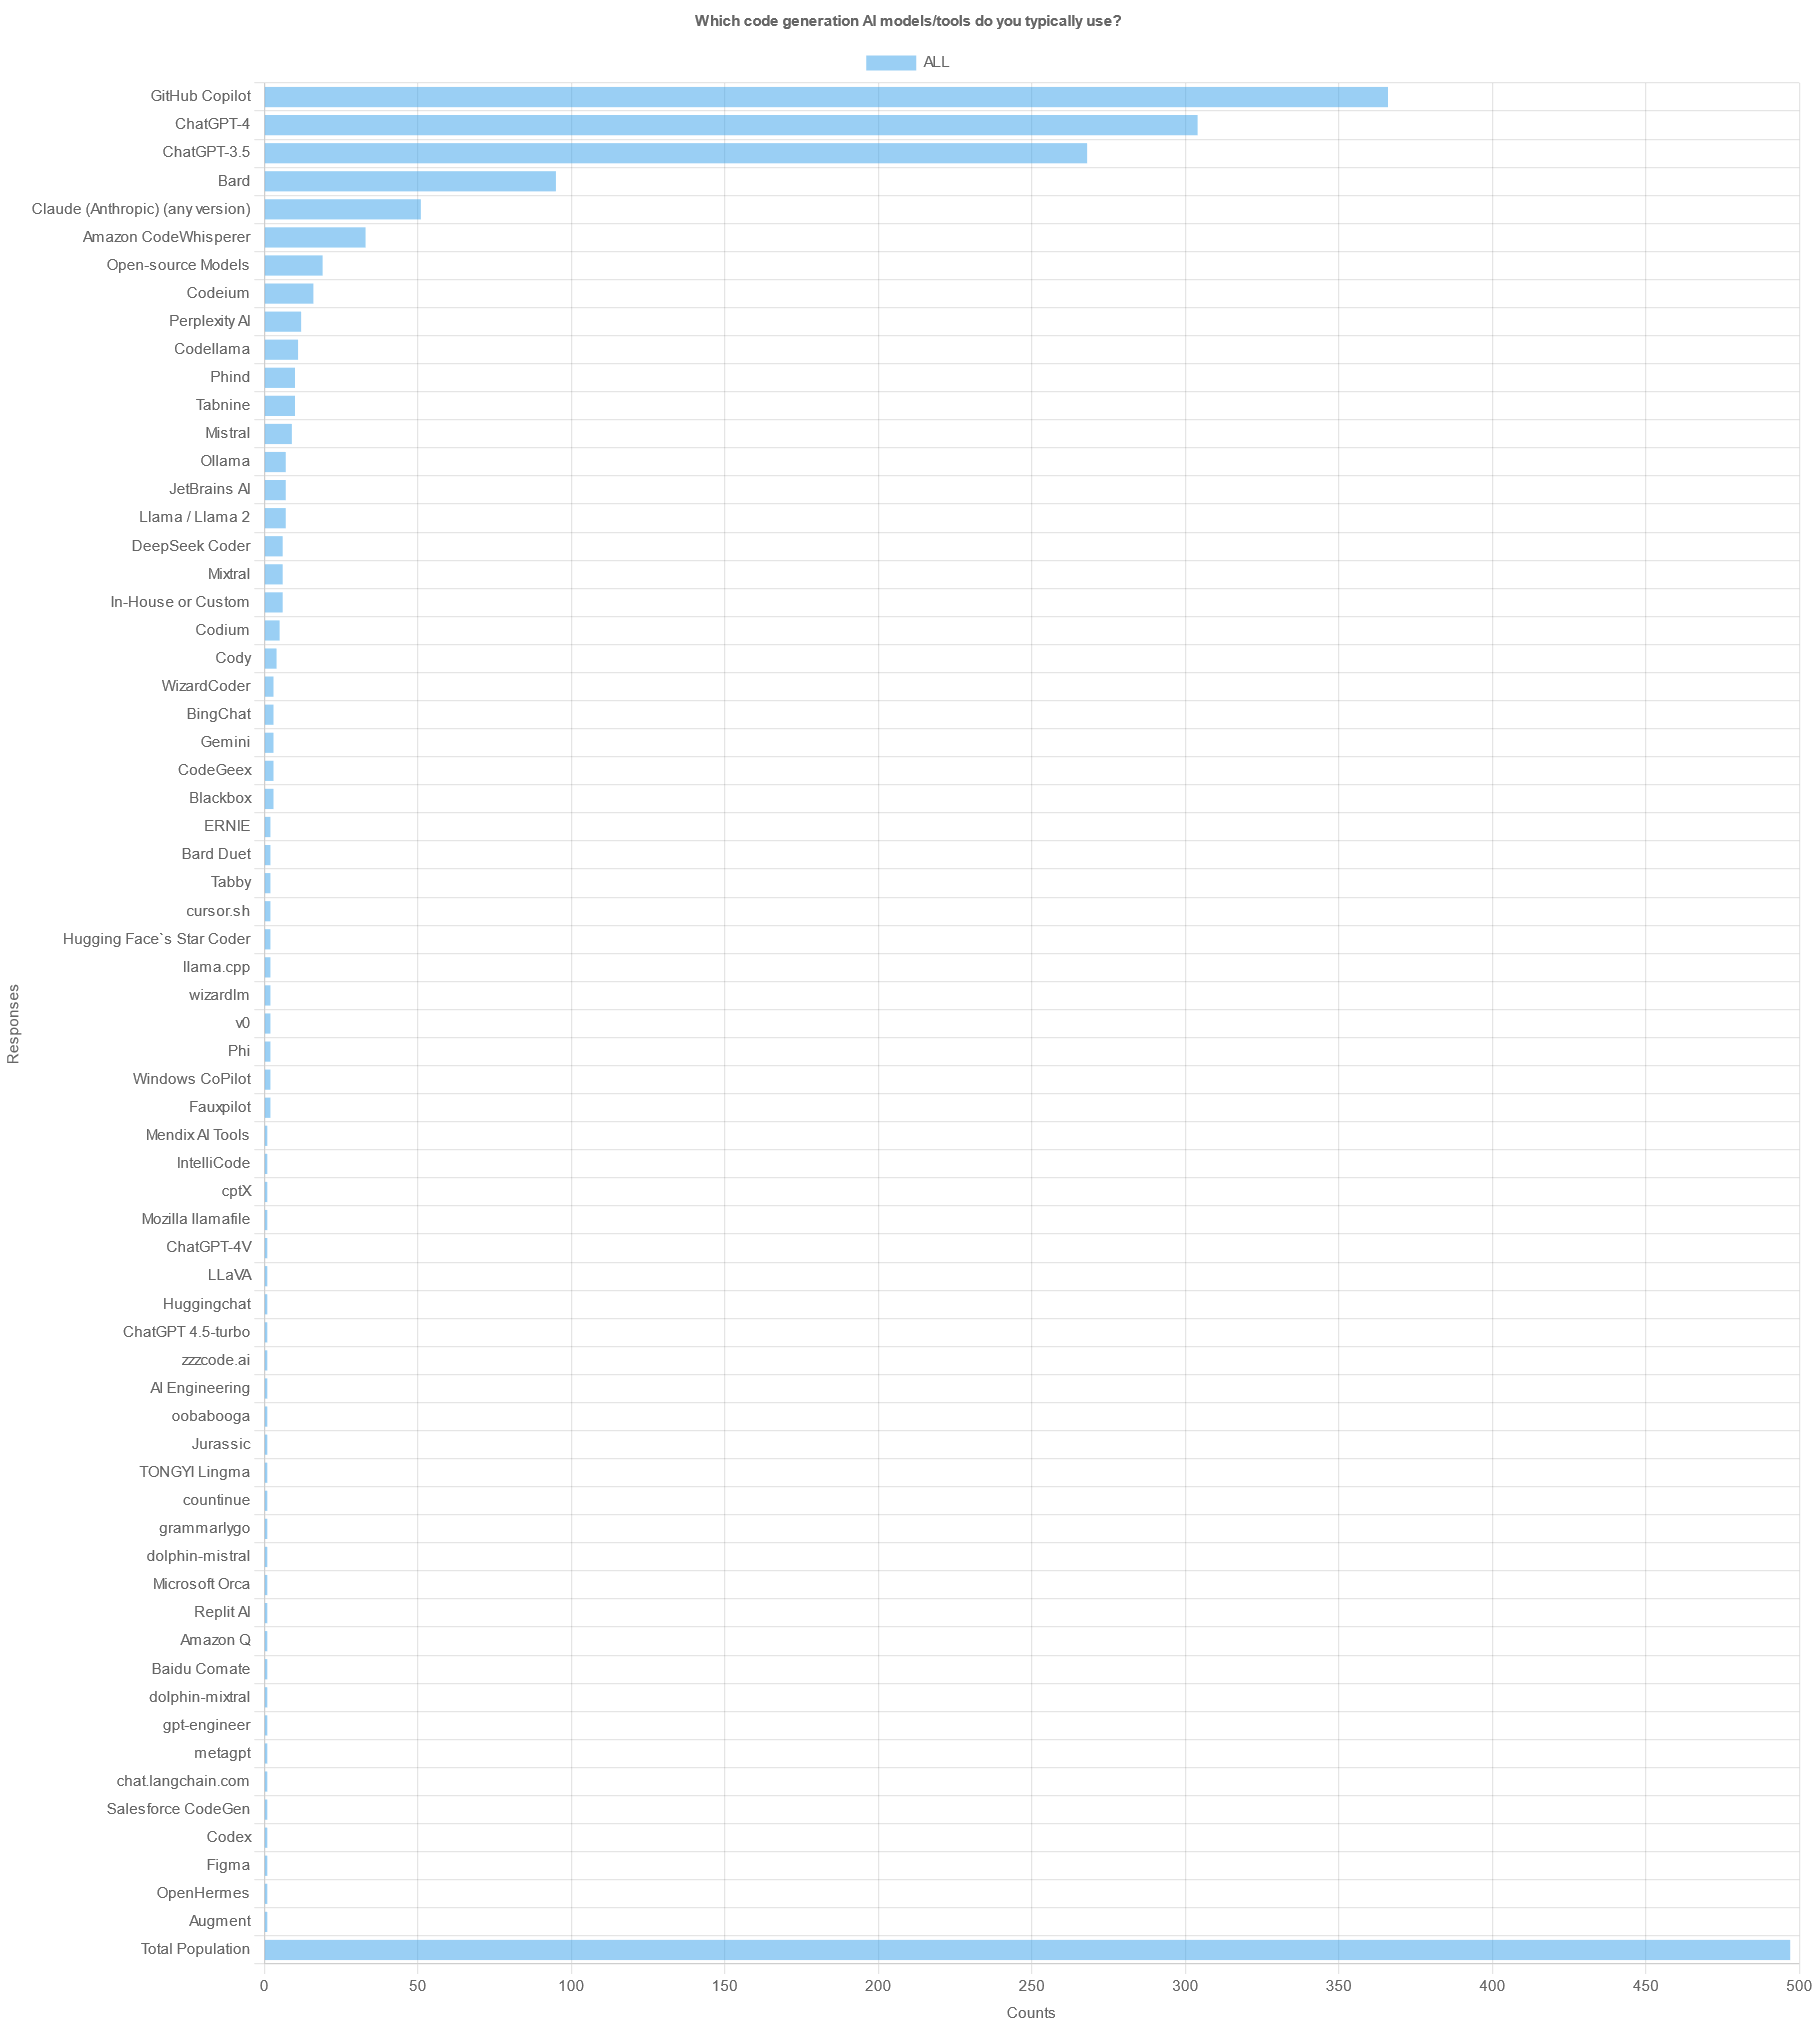 Which code generation AI models/tools do you typically use?
ALL
GitHub Copilot
ChatGPT-4
ChatGPT-3.5
Bard
Claude (Anthropic) (any version)
Amazon CodeWhisperer
Open-source Models
Codeium
Perplexity AI
Codellama
Phind
Tabnine
Mistral
Ollama
JetBrains AI
Llama / Llama 2
DeepSeek Coder
Mixtral
In-House or Custom
Codium
Cody
WizardCoder
BingChat
Gemini
CodeGeex
Blackbox
ERNIE
Bard Duet
Tabby
cursor.sh
Hugging Face`s Star Coder
llama.cpp
wizardlm
v0
Phi
Windows CoPilot
Fauxpilot
Mendix AI Tools
IntelliCode
cptX
Mozilla llamafile
ChatGPT-4V
LLaVA
Huggingchat
ChatGPT 4.5-turbo
zzzcode.ai
AI Engineering
oobabooga
Jurassic
TONGYI Lingma
countinue
grammarlygo
dolphin-mistral
Microsoft Orca
Replit AI
Amazon Q
Baidu Comate
dolphin-mixtral
gpt-engineer
metagpt
chat.langchain.com
Salesforce CodeGen
Codex
Figma
OpenHermes
Augment
Total Population
Responses
0 50 100 150 200 250 300 350 400 450 500
Counts